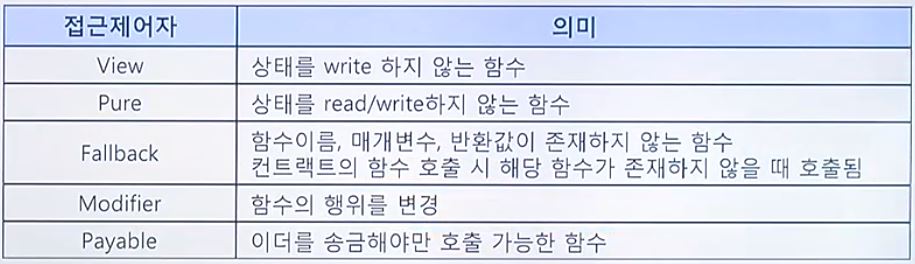 접근제어자 의미
View 상태를 write 하지 않는 함수
Pure 상태를 read/write하지 않는 함수
Fallback 함수이름, 매개변수, 반환값이 존재하지 않는 함수
컨트랙트의 함수 호출 시 해당 함수가 존재하지 않을 때 호출됨
Modifier 함수의 행위를 변경
Payable 이더를 송금해야만 호출 가능한 함수